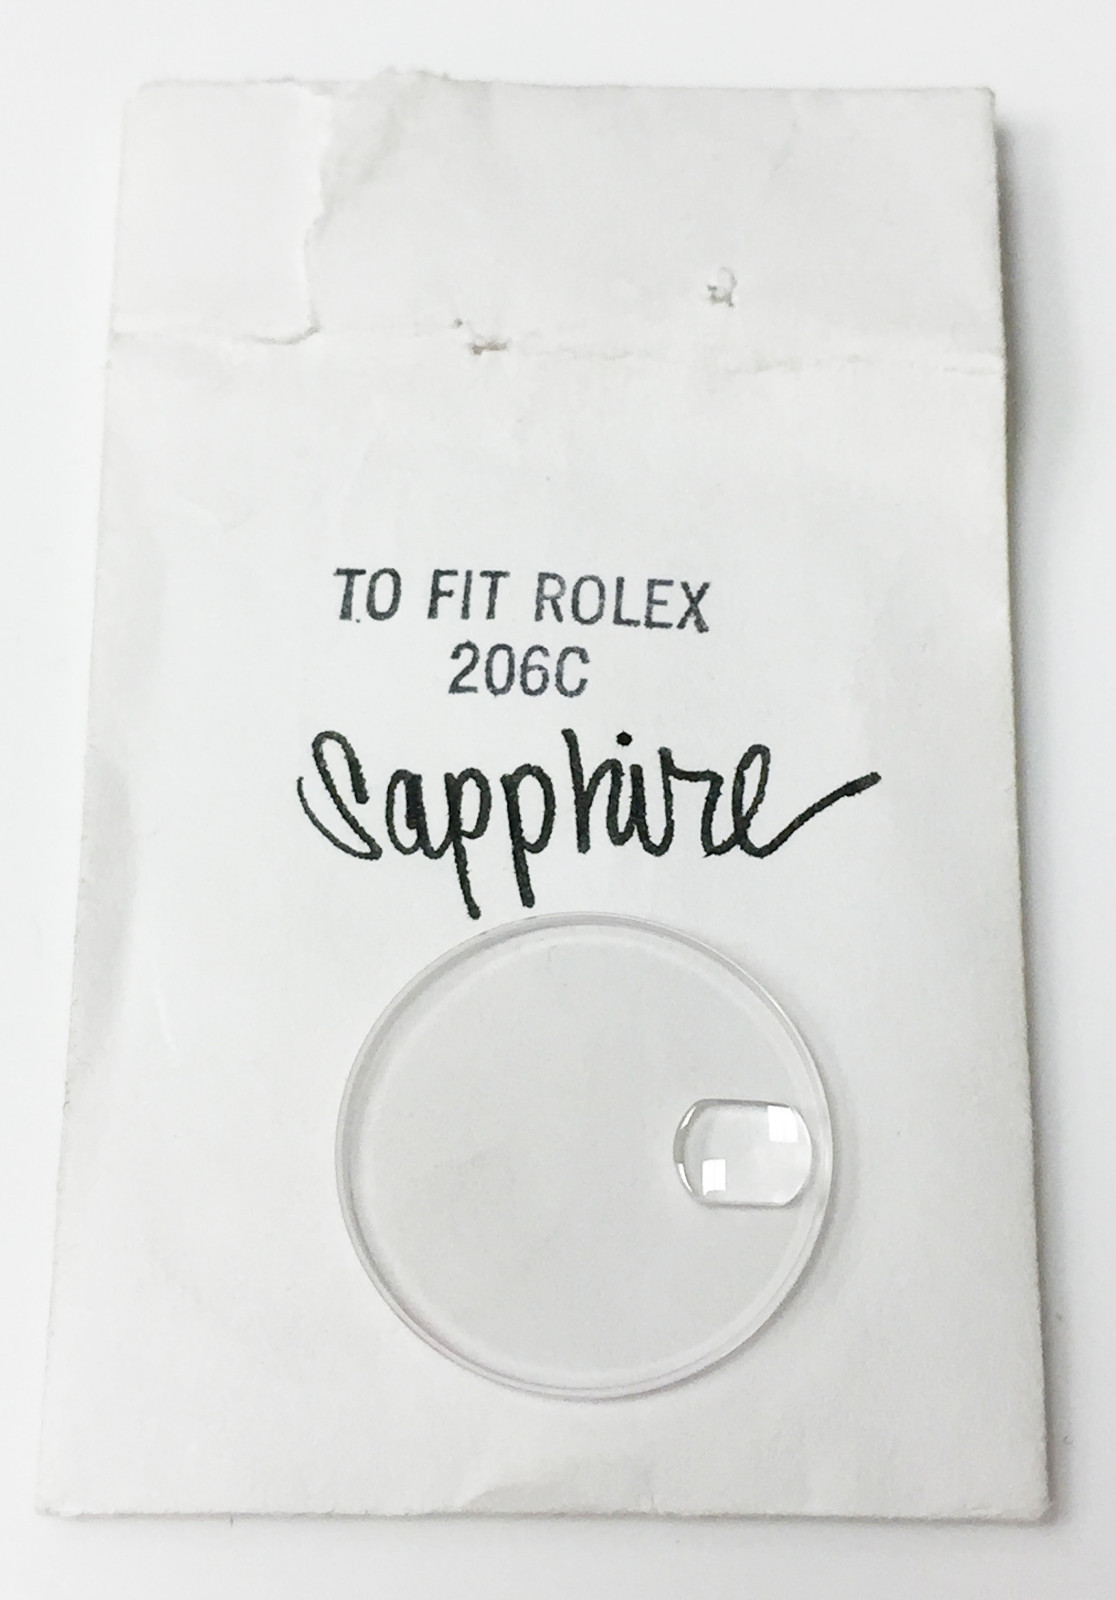 TO FIT ROLEX
206C
Sapphire